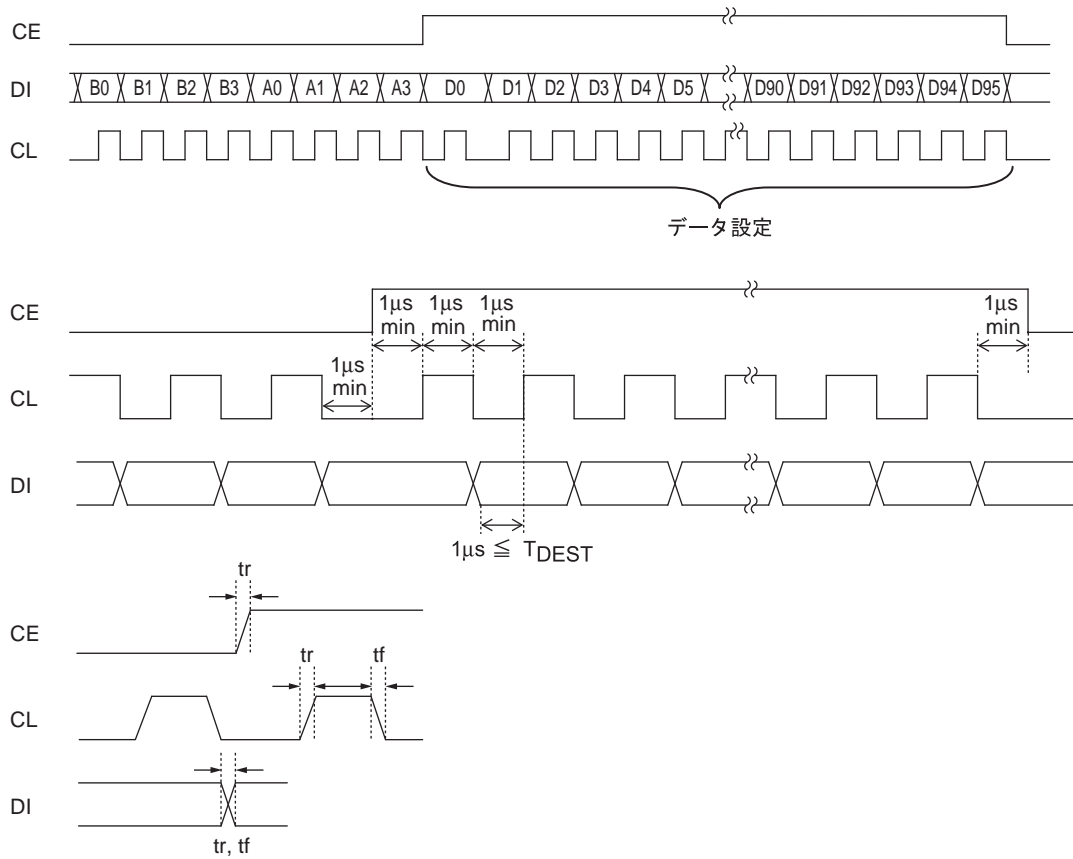 CE
DI B0 B1 B2 B3 A0 A1 A2 A3 D0 D1 D2 D3 D4 D5 D90 D91 D92 D93 D94 D95
CL
データ設定
CE
1μs min
1μs min
1μs min
1μs min
CL
1μs min
DI
1μs ≦ TDEST
tr
CE
tr tf
CL
DI
tr, tf